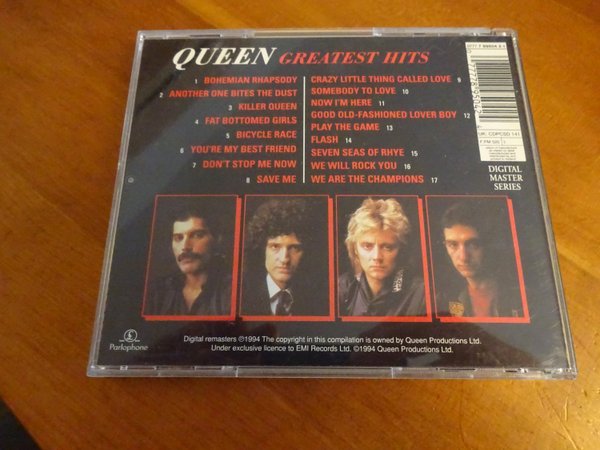 QUEEN GREATEST HITS
1 BOHEMIAN RHAPSODY
2 ANOTHER ONE BITES THE DUST
3 KILLER QUEEN
4 FAT BOTTOMED GIRLS
5 BICYCLE RACE
6 YOU'RE MY BEST FRIEND
7 DON'T STOP ME NOW
8 SAVE ME
CRAZY LITTLE THING CALLED LOVE 9
SOMEBODY TO LOVE 10
NOW I'M HERE 11
GOOD OLD-FASHIONED LOVER BOY 12
PLAY THE GAME 13
FLASH 14
SEVEN SEAS OF RHYE 15
WE WILL ROCK YOU 16
WE ARE THE CHAMPIONS 17
UK: CDPCSD 141
DIGITAL
MASTER
SERIES
Parlophone
Digital remasters ℗1994 The copyright in this compilation is owned by Queen Productions Ltd.
Under exclusive licence to EMI Records Ltd. ©1994 Queen Productions Ltd.